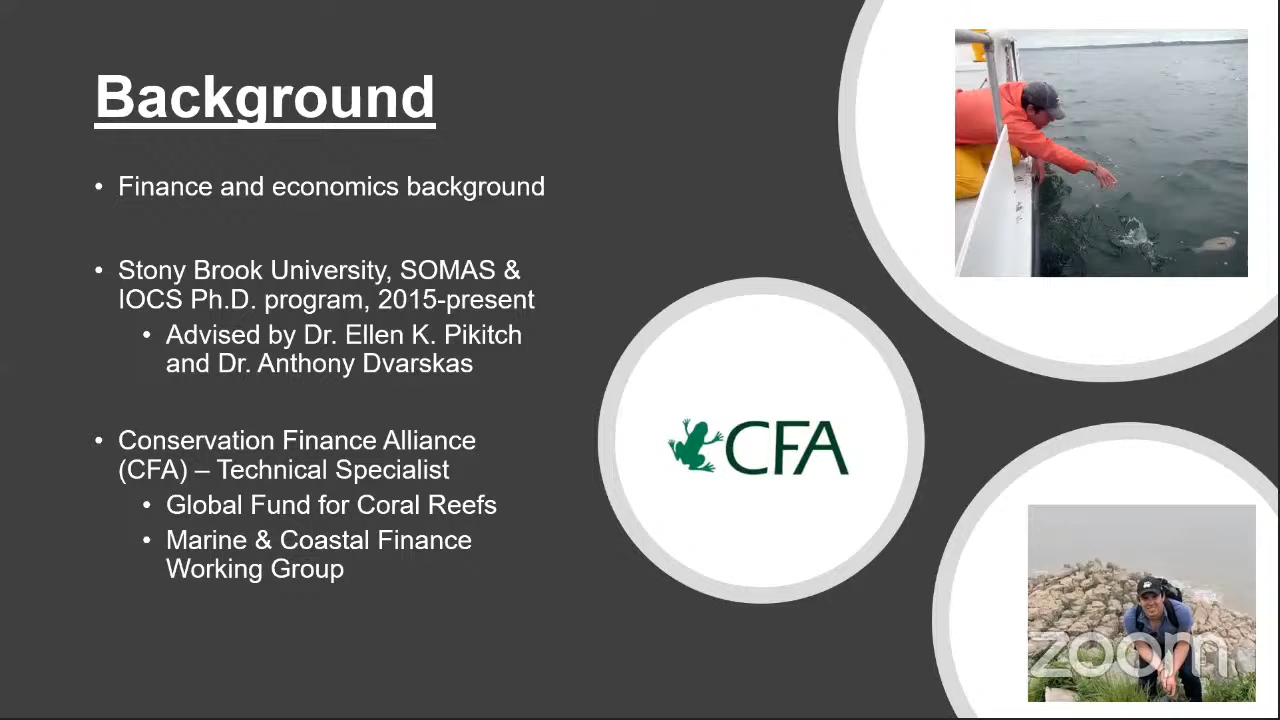 Background
• Finance and economics background
• Stony Brook University, SOMAS &
IOCS Ph.D. program, 2015-present
• Advised by Dr. Ellen K. Pikitch
and Dr. Anthony Dvarskas
• Conservation Finance Alliance
(CFA) – Technical Specialist
• Global Fund for Coral Reefs
• Marine & Coastal Finance
Working Group
CFA
zoom